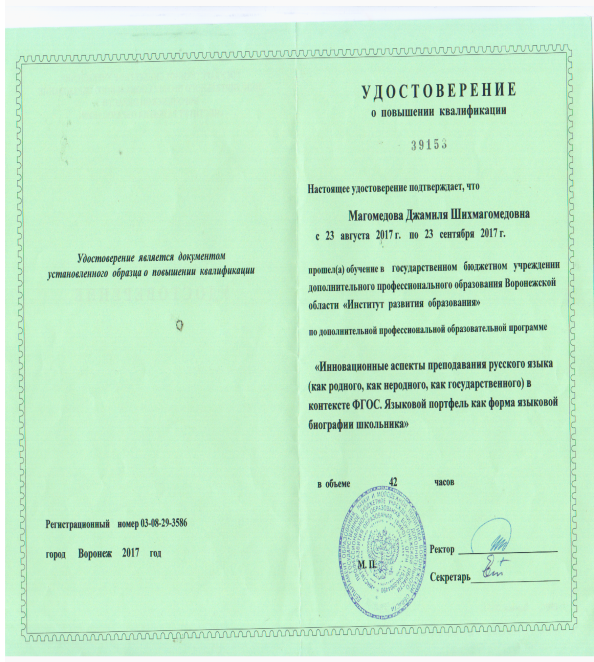 Удостоверение является документом
установленного образца о повышении квалификации
Регистрационный номер 03-08-29-3586
город Воронеж 2017 год
УДОСТОВЕРЕНИЕ
о повышении квалификации
39153
Настоящее удостоверение подтверждает, что
Магомедова Джамиля Шихмагомедовна
с 23 августа 2017 г. по 23 сентября 2017 г.
прошел(а) обучение в государственном бюджетном учреждении
дополнительного профессионального образования Воронежской
области «Институт развития образования»
по дополнительной профессиональной образовательной программе
«Инновационные аспекты преподавания русского языка
(как родного, как неродного, как государственного) в
контексте ФГОС. Языковой портфель как форма языковой
биографии школьника»
в объеме 42 часов
М. П.
Ректор
Секретарь